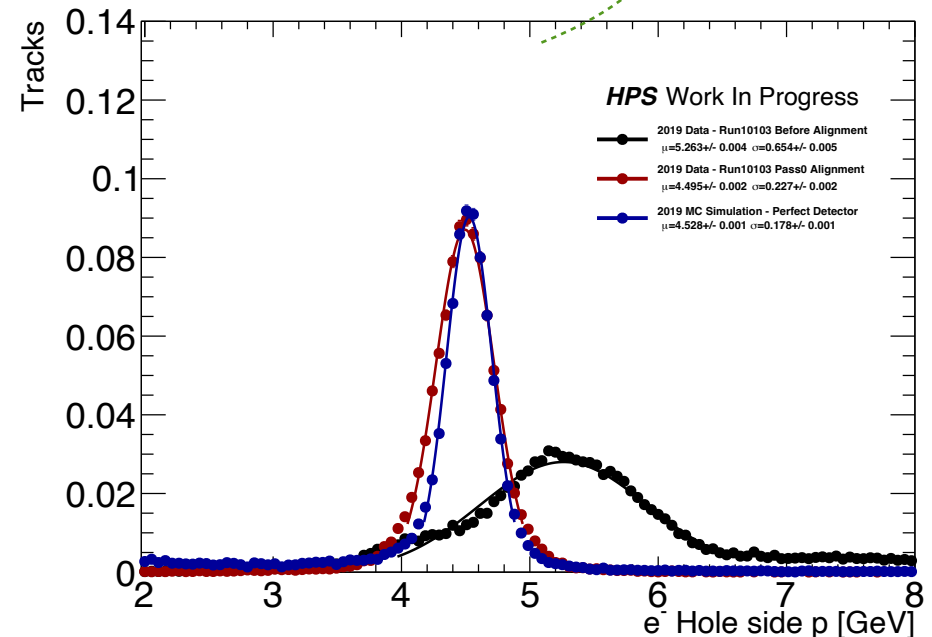 0.14
0.12
0.1
0.08
0.06
0.04
0.02
0
Tracks
HPS Work In Progress
2019 Data - Run10103 Before Alignment
μ=5.263+/- 0.004 σ=0.654+/- 0.005
2019 Data - Run10103 Pass0 Alignment
μ=4.495+/- 0.002 σ=0.227+/- 0.002
2019 MC Simulation - Perfect Detector
μ=4.528+/- 0.001 σ=0.178+/- 0.001
2 3 4 5 6 7 8
e⁻ Hole side p [GeV]